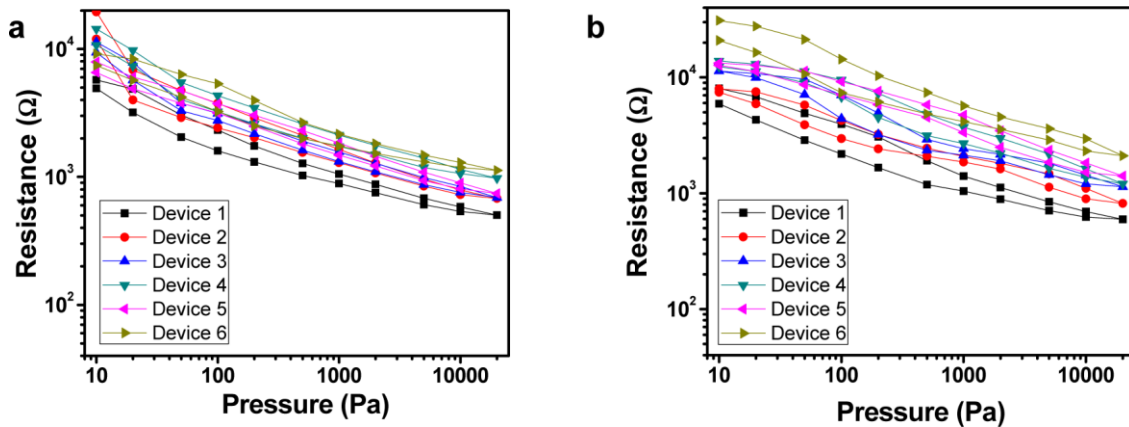 a
Resistance (Ω)
10⁴
10³
10²
Device 1
Device 2
Device 3
Device 4
Device 5
Device 6
10 100 1000 10000
Pressure (Pa)
b
Resistance (Ω)
10⁴
10³
10²
Device 1
Device 2
Device 3
Device 4
Device 5
Device 6
10 100 1000 10000
Pressure (Pa)